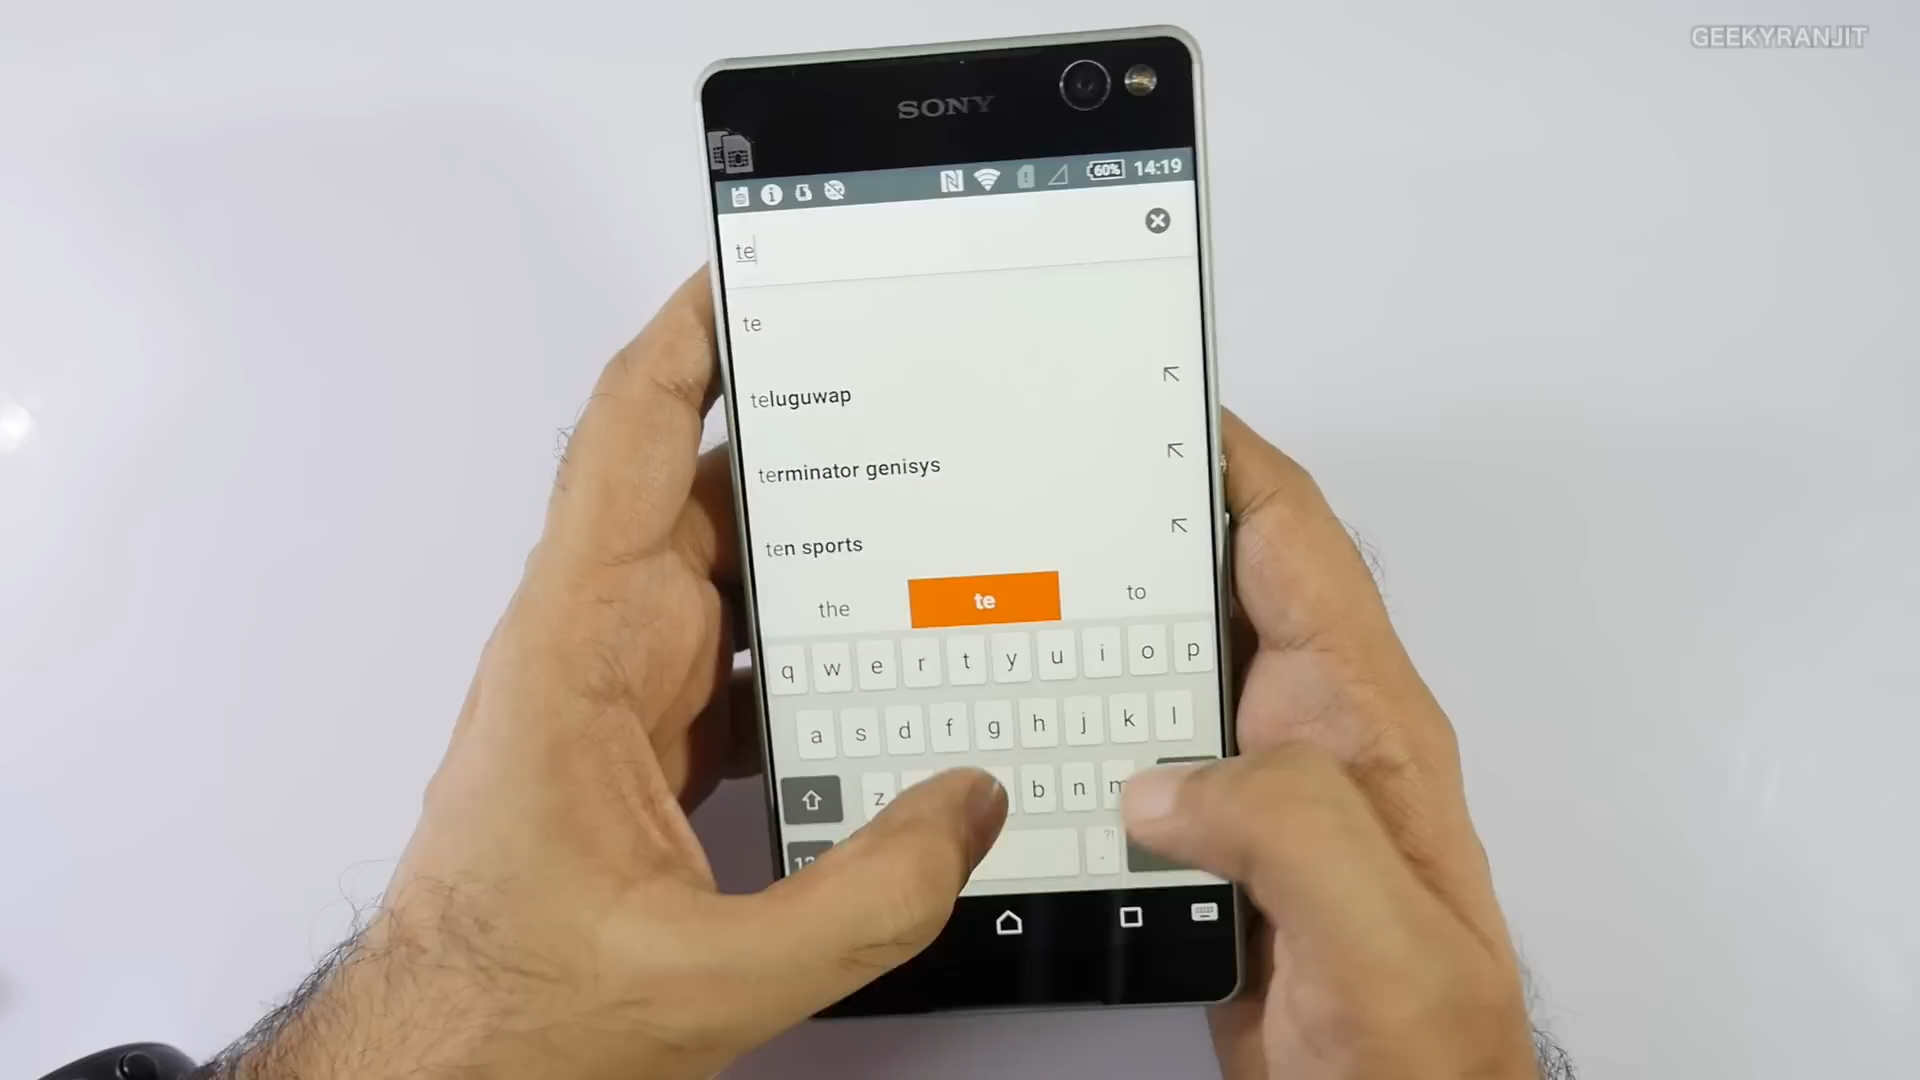 GEEKYRANJIT
SONY
60% 14:19
te
te
teluguwap
terminator genisys
ten sports
the te to
q w e r t y u i o p
a s d f g h j k l
z b n m
?!
.